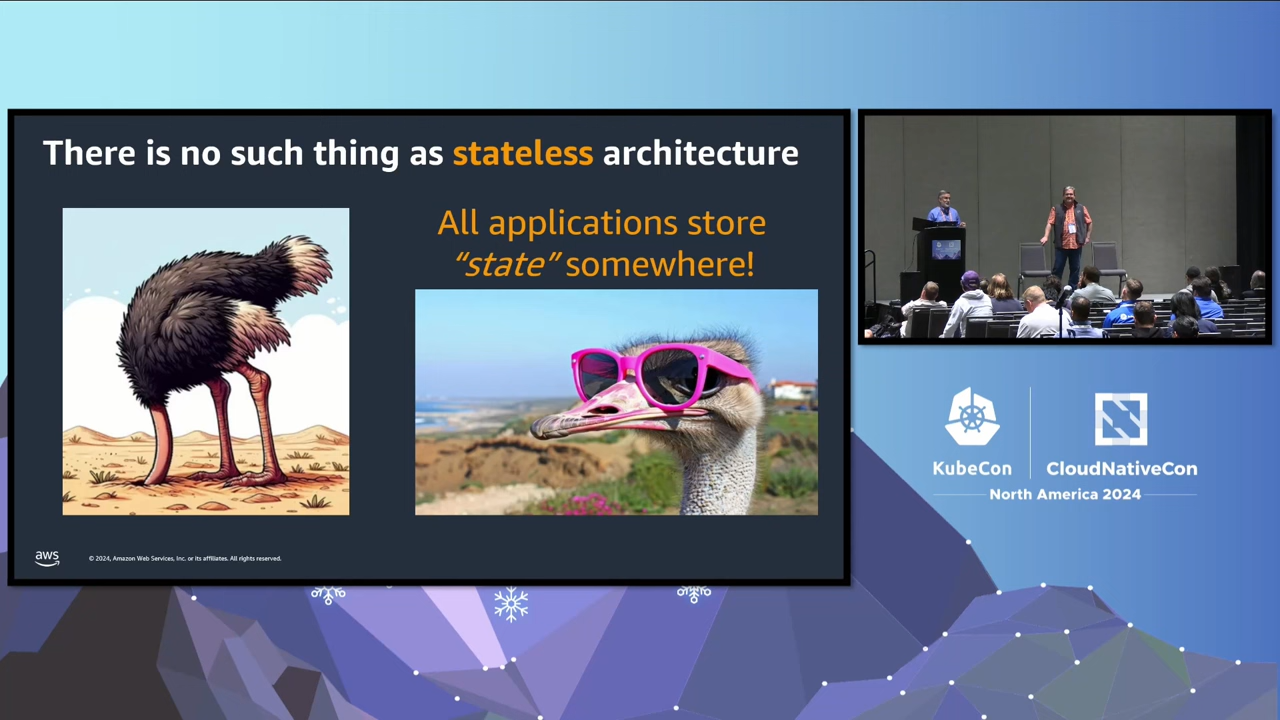 There is no such thing as stateless architecture
All applications store
“state” somewhere!
aws
© 2024, Amazon Web Services, Inc. or its affiliates. All rights reserved.
KubeCon
CloudNativeCon
North America 2024